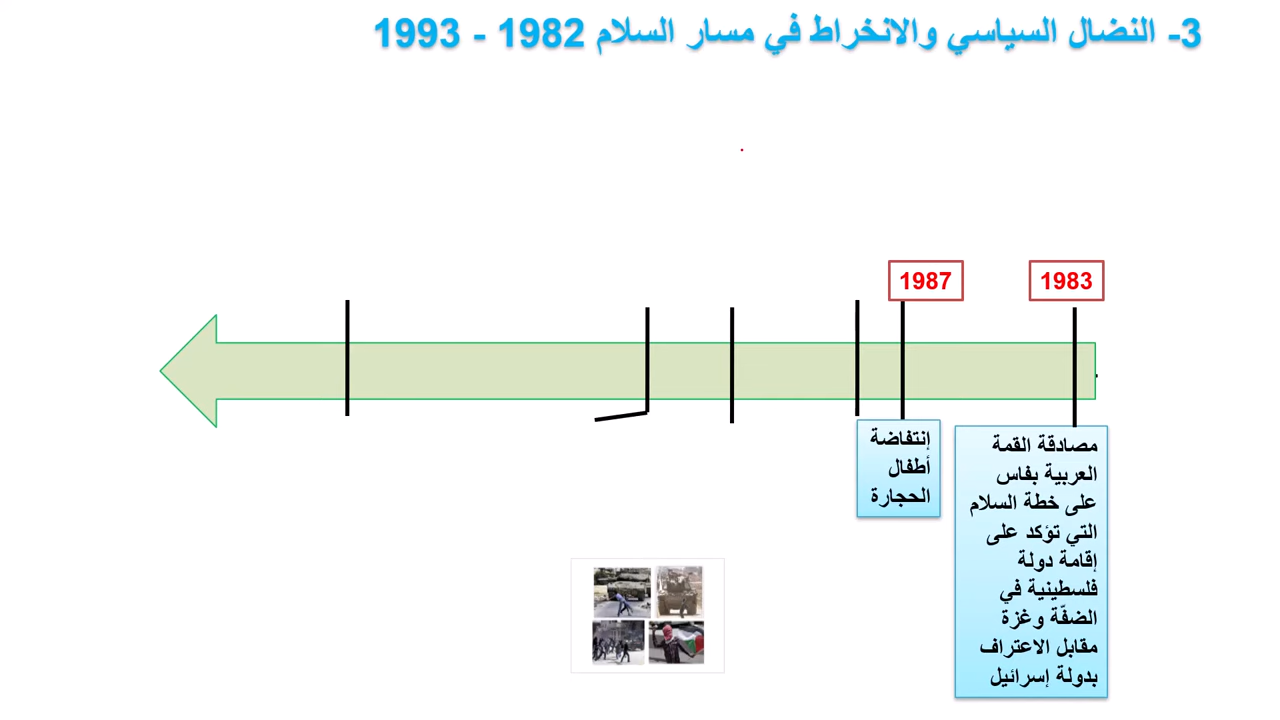 3- النضال السياسي والانخراط في مسار السلام 1982 - 1993
1983
1987
مصادقة القمة
العربية بفاس
على خطة السلام
التي تؤكد على
إقامة دولة
فلسطينية في
الضفّة وغزة
مقابل الاعتراف
بدولة إسرائيل
إنتفاضة
أطفال
الحجارة